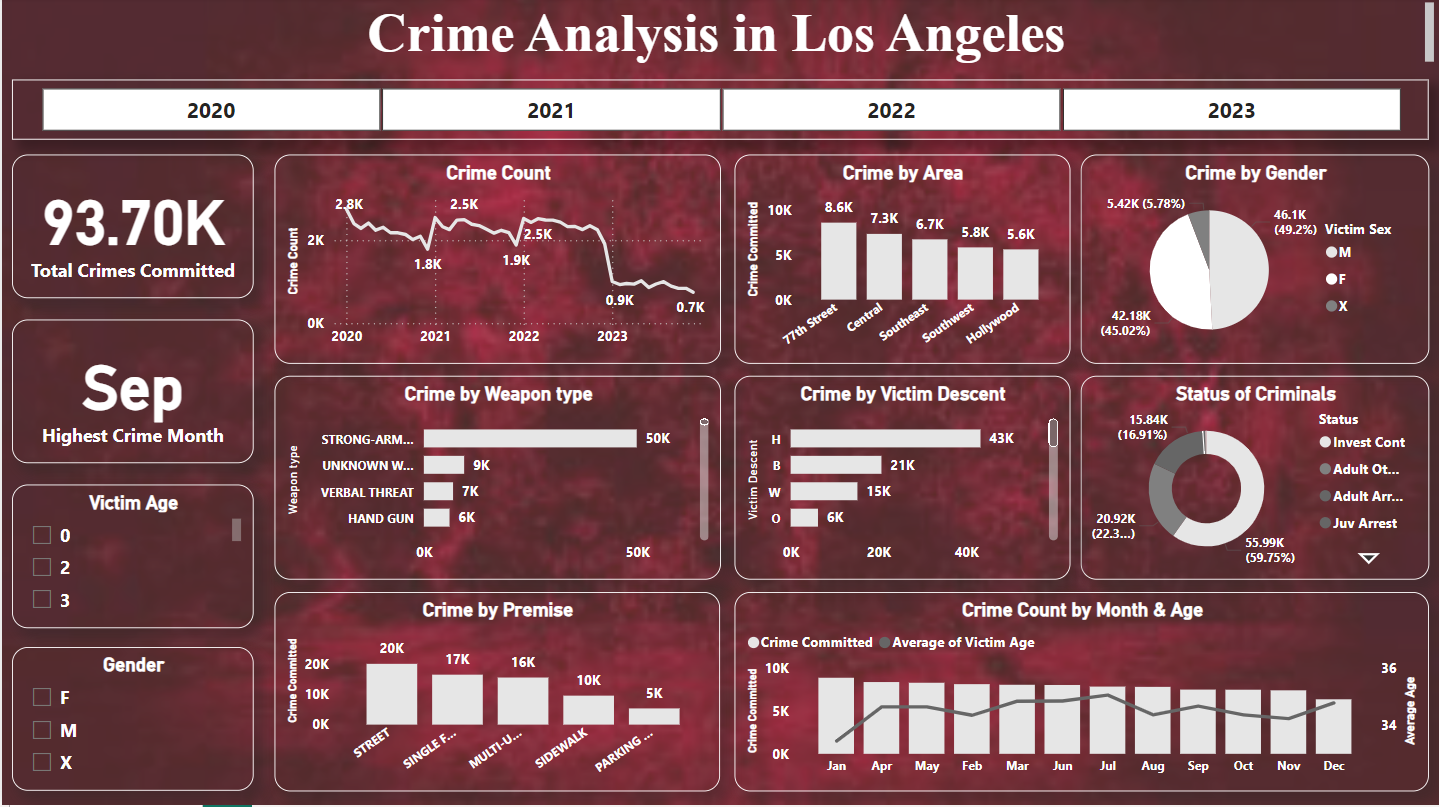 Crime Analysis in Los Angeles
2020 2021 2022 2023
93.70K
Total Crimes Committed
Sep
Highest Crime Month
Victim Age
0
2
3
Gender
F
M
X
Crime Count
Crime Count
2K
0K
2.8K
1.8K
2.5K
1.9K
2.5K
0.9K
0.7K
2020 2021 2022 2023
Crime by Area
Crime Committed
10K
5K
0K
8.6K 7.3K 6.7K 5.8K 5.6K
77th Street Central Southeast Southwest Hollywood
Crime by Gender
5.42K (5.78%)
46.1K
(49.2%)
42.18K
(45.02%)
Victim Sex
M
F
X
Crime by Weapon type
Weapon type
STRONG-ARM... 50K
UNKNOWN W... 9K
VERBAL THREAT 7K
HAND GUN 6K
0K 50K
Crime by Victim Descent
Victim Descent
H 43K
B 21K
W 15K
O 6K
0K 20K 40K
Status of Criminals
15.84K
(16.91%)
20.92K
(22.3...)
55.99K
(59.75%)
Status
Invest Cont
Adult Ot...
Adult Arr...
Juv Arrest
Crime by Premise
Crime Committed
20K
10K
0K
20K 17K 16K 10K 5K
STREET SINGLE F... MULTI-U... SIDEWALK PARKING ...
Crime Count by Month & Age
Crime Committed Average of Victim Age
Crime Committed
10K
5K
0K
36
34
Average Age
Jan Apr May Feb Mar Jun Jul Aug Sep Oct Nov Dec